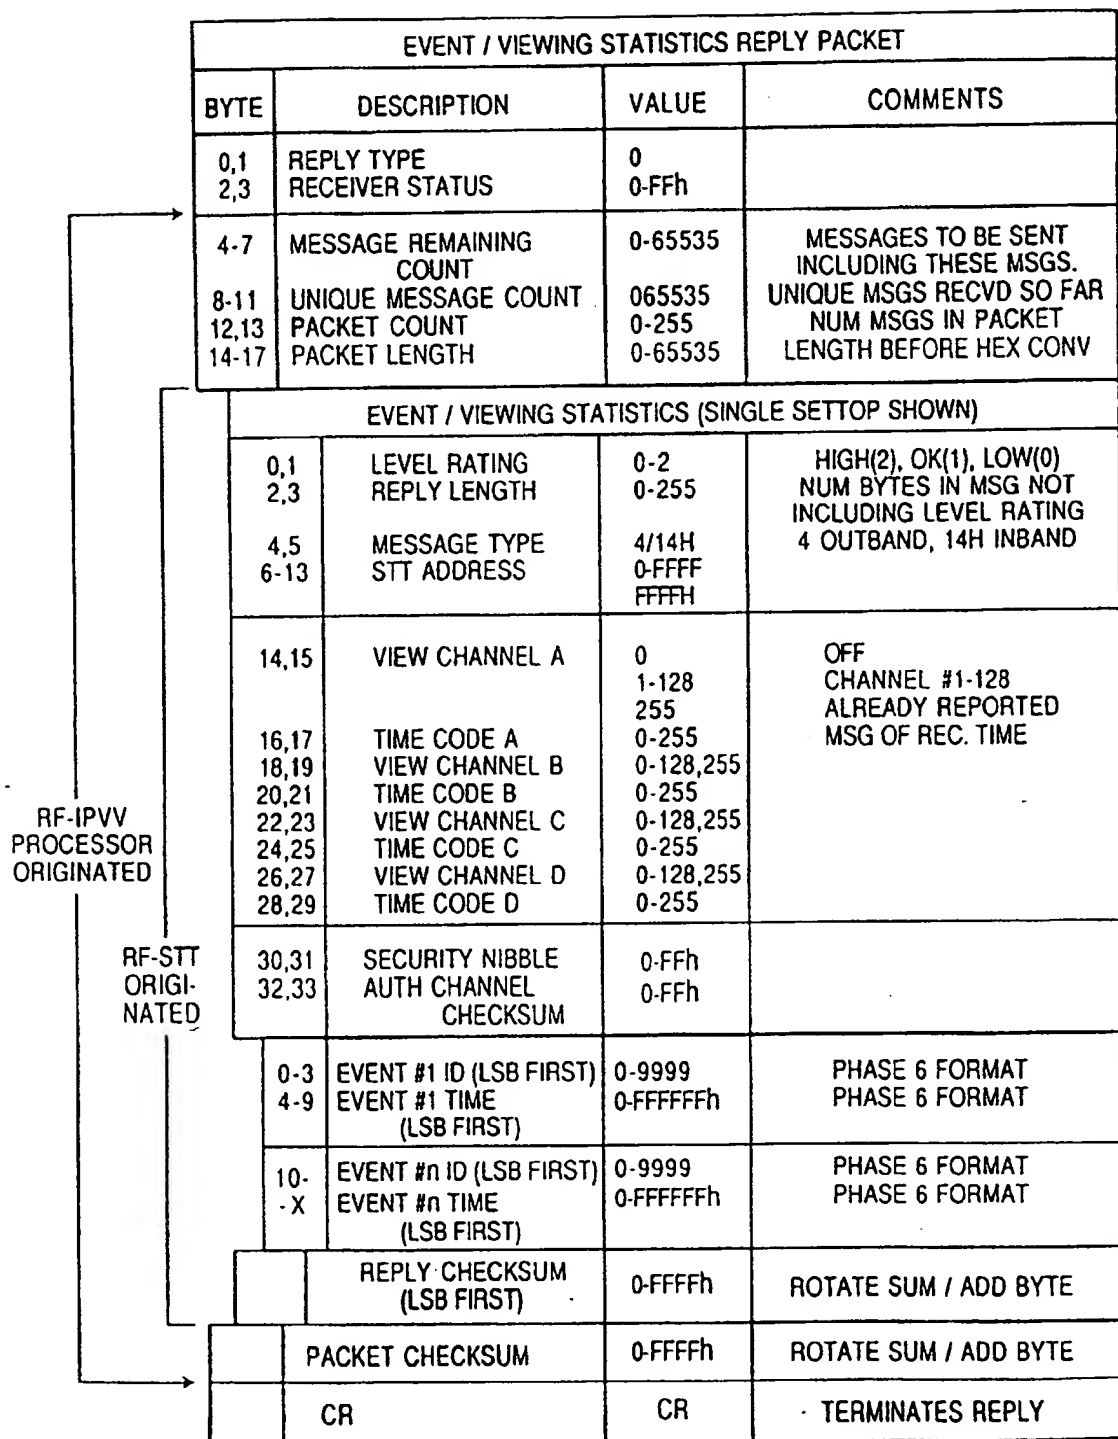 EVENT / VIEWING STATISTICS REPLY PACKET
BYTE DESCRIPTION VALUE COMMENTS
0,1 REPLY TYPE 0
2,3 RECEIVER STATUS 0-FFh
4-7 MESSAGE REMAINING 0-65535 MESSAGES TO BE SENT
COUNT INCLUDING THESE MSGS.
8-11 UNIQUE MESSAGE COUNT 065535 UNIQUE MSGS RECVD SO FAR
12,13 PACKET COUNT 0-255 NUM MSGS IN PACKET
14-17 PACKET LENGTH 0-65535 LENGTH BEFORE HEX CONV
EVENT / VIEWING STATISTICS (SINGLE SETTOP SHOWN)
0,1 LEVEL RATING 0-2 HIGH(2), OK(1), LOW(0)
2,3 REPLY LENGTH 0-255 NUM BYTES IN MSG NOT
INCLUDING LEVEL RATING
4,5 MESSAGE TYPE 4/14H 4 OUTBAND, 14H INBAND
6-13 STT ADDRESS 0-FFFF
FFFFH
14,15 VIEW CHANNEL A 0 OFF
1-128 CHANNEL #1-128
255 ALREADY REPORTED
16,17 TIME CODE A 0-255 MSG OF REC. TIME
18,19 VIEW CHANNEL B 0-128,255
20,21 TIME CODE B 0-255
22,23 VIEW CHANNEL C 0-128,255
24,25 TIME CODE C 0-255
26,27 VIEW CHANNEL D 0-128,255
28,29 TIME CODE D 0-255
RF-IPVV
PROCESSOR
ORIGINATED
30,31 SECURITY NIBBLE 0-FFh
32,33 AUTH CHANNEL 0-FFh
CHECKSUM
RF-STT
ORIGI-
NATED
0-3 EVENT #1 ID (LSB FIRST) 0-9999 PHASE 6 FORMAT
4-9 EVENT #1 TIME 0-FFFFFFh PHASE 6 FORMAT
(LSB FIRST)
10- EVENT #n ID (LSB FIRST) 0-9999 PHASE 6 FORMAT
-X EVENT #n TIME 0-FFFFFFh PHASE 6 FORMAT
(LSB FIRST)
REPLY CHECKSUM 0-FFFFh ROTATE SUM / ADD BYTE
(LSB FIRST)
PACKET CHECKSUM 0-FFFFh ROTATE SUM / ADD BYTE
CR CR TERMINATES REPLY